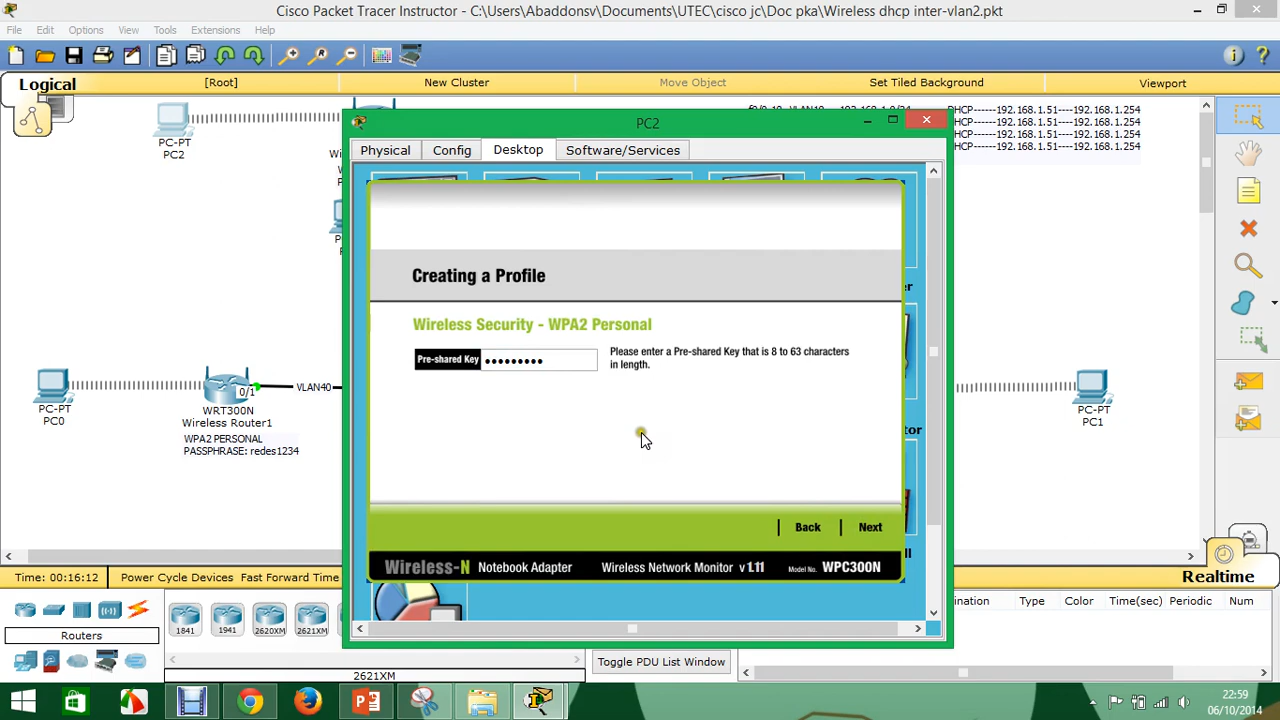 Cisco Packet Tracer Instructor - C:\Users\Abaddonsv\Documents\UTEC\cisco jc\Doc pka\Wireless dhcp inter-vlan2.pkt
File Edit Options View Tools Extensions Help
Logical [Root] New Cluster Move Object Set Tiled Background Viewport
DHCP------192.168.1.51----192.168.1.254
DHCP------192.168.1.51----192.168.1.254
DHCP------192.168.1.51----192.168.1.254
DHCP------192.168.1.51----192.168.1.254
PC-PT
PC2
PC2
Physical Config Desktop Software/Services
Creating a Profile
Wireless Security - WPA2 Personal
Pre-shared Key ●●●●●●●●●
Please enter a Pre-shared Key that is 8 to 63 characters
in length.
Back Next
Wireless-N Notebook Adapter Wireless Network Monitor v1.11 Model No. WPC300N
PC-PT
PC0
0/1
VLAN40
WRT300N
Wireless Router1
WPA2 PERSONAL
PASSPHRASE: redes1234
PC-PT
PC1
Time: 00:16:12 Power Cycle Devices Fast Forward Time
Realtime
Routers
1841 1941 2620XM 2621XM
2621XM
Toggle PDU List Window
ination Type Color Time(sec) Periodic Num
22:59
06/10/2014